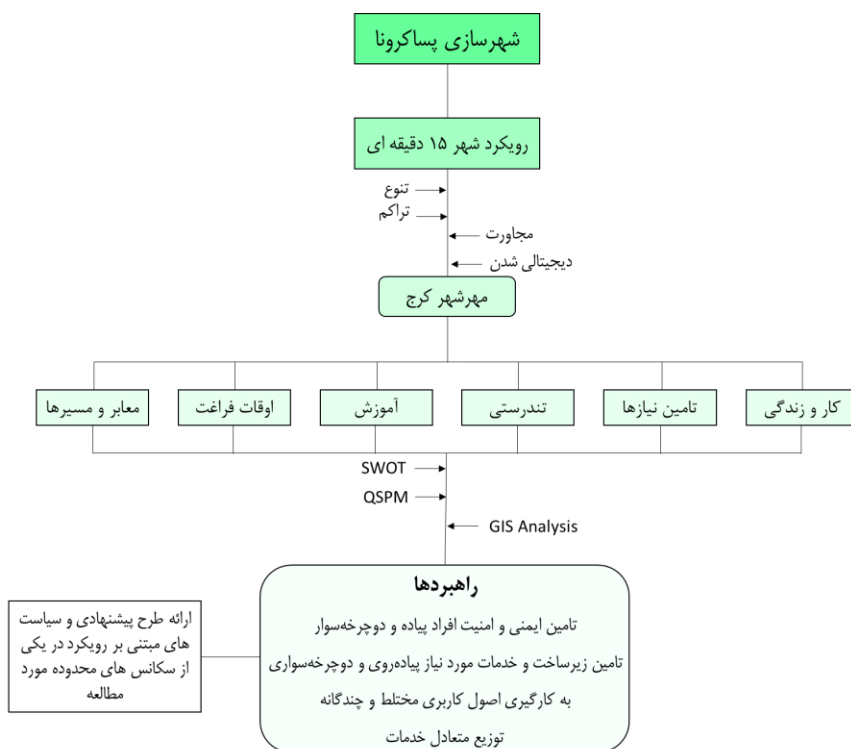 شهرسازی پساکرونا
رویکرد شهر ۱۵ دقیقه ای
تنوع
تراکم
مجاورت
دیجیتالی شدن
مهرشهر کرج
کار و زندگی
تامین نیازها
تندرستی
آموزش
اوقات فراغت
معابر و مسیرها
SWOT
QSPM
GIS Analysis
راهبردها
تامین ایمنی و امنیت افراد پیاده و دوچرخه‌سوار
تامین زیرساخت و خدمات مورد نیاز پیاده‌روی و دوچرخه‌سواری
به کارگیری اصول کاربری مختلط و چندگانه
توزیع متعادل خدمات
ارائه طرح پیشنهادی و سیاست
های مبتنی بر رویکرد در یکی
از سکانس های محدوده مورد
مطالعه